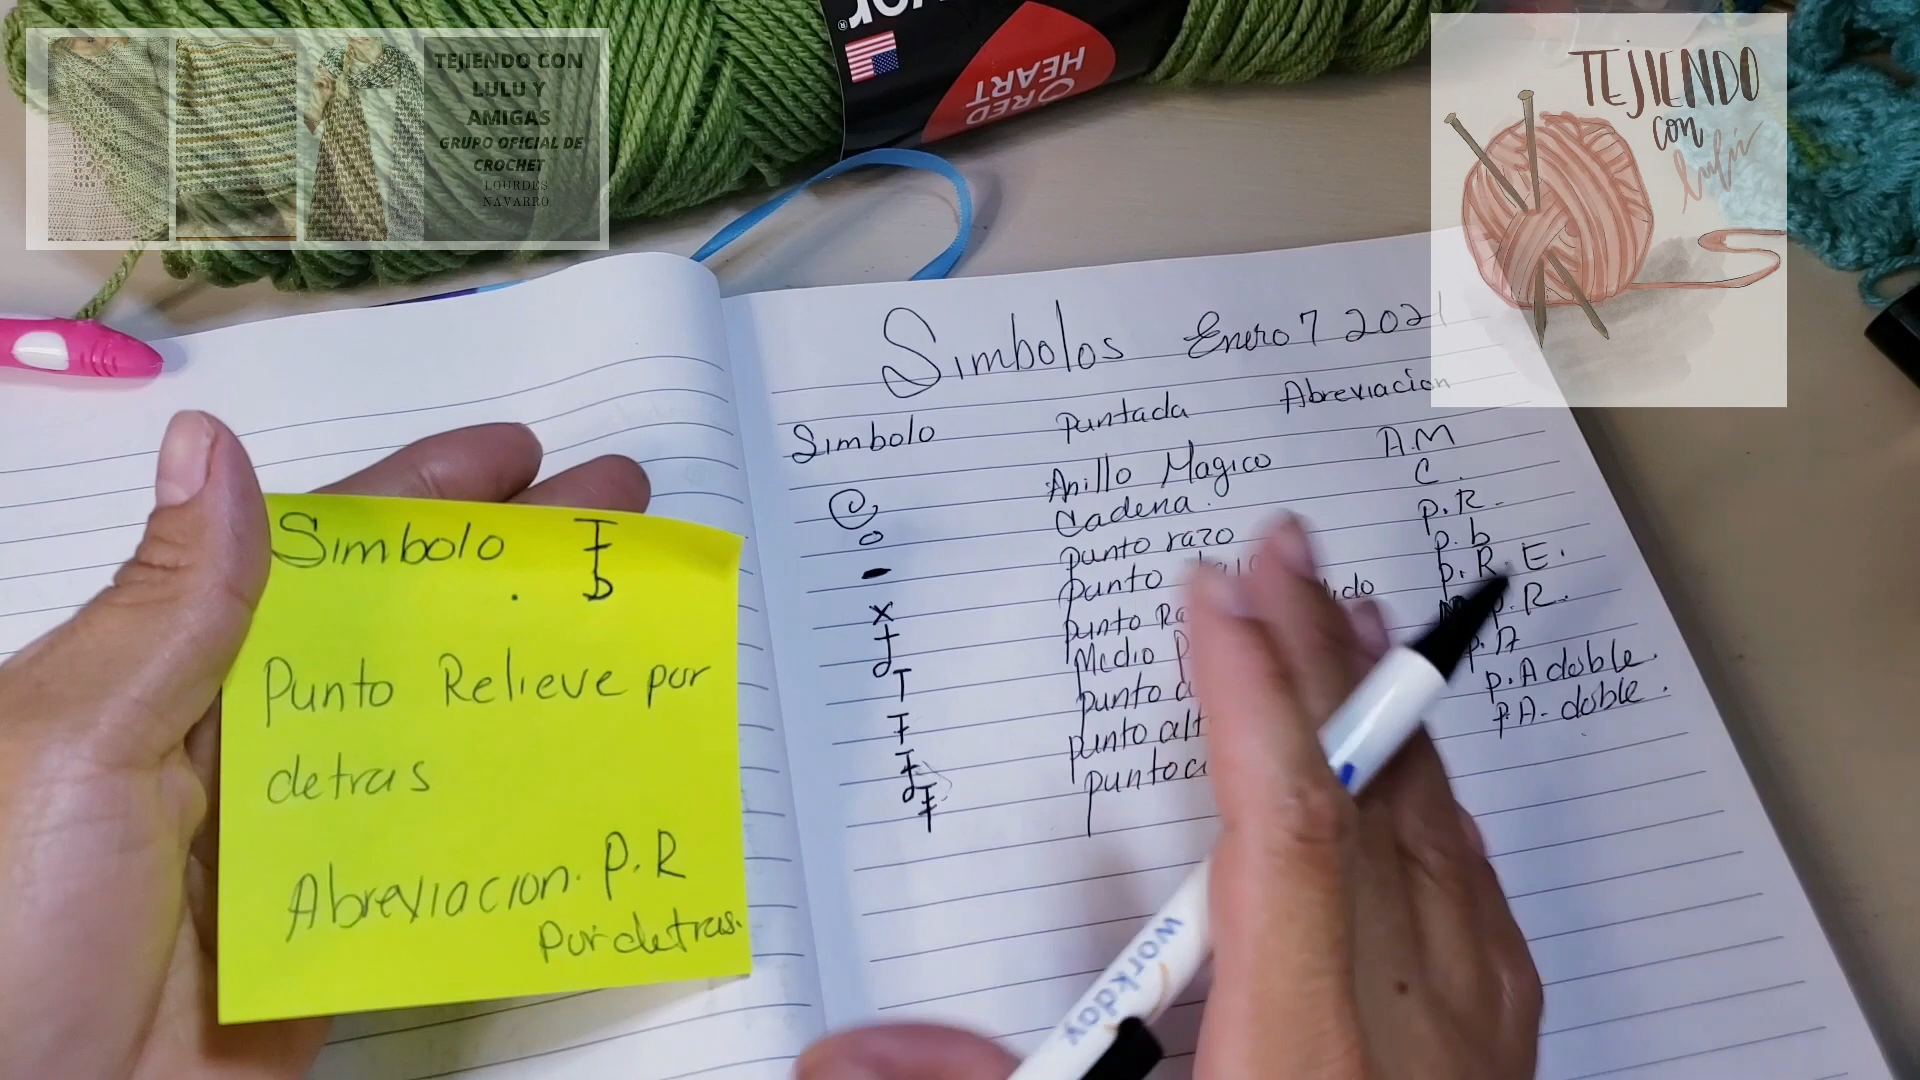 TEJIENDO CON
LULU Y
AMIGAS
GRUPO OFICIAL DE
CROCHET
LOURDES
NAVARRO
RED
HEART
TEJIENDO
con
lulú
Simbolos Enero 7 2021
Simbolo Puntada Abreviacion
Anillo Magico A.M
Cadena. C.
punto razo p.R.
punto p.b
punto p.R.E.
Medio p.R.
punto p.A
punto p.A doble.
punto p.A. doble.
Simbolo.
Punto Relieve por
detras
Abreviacion. P.R
Por detras.
workday